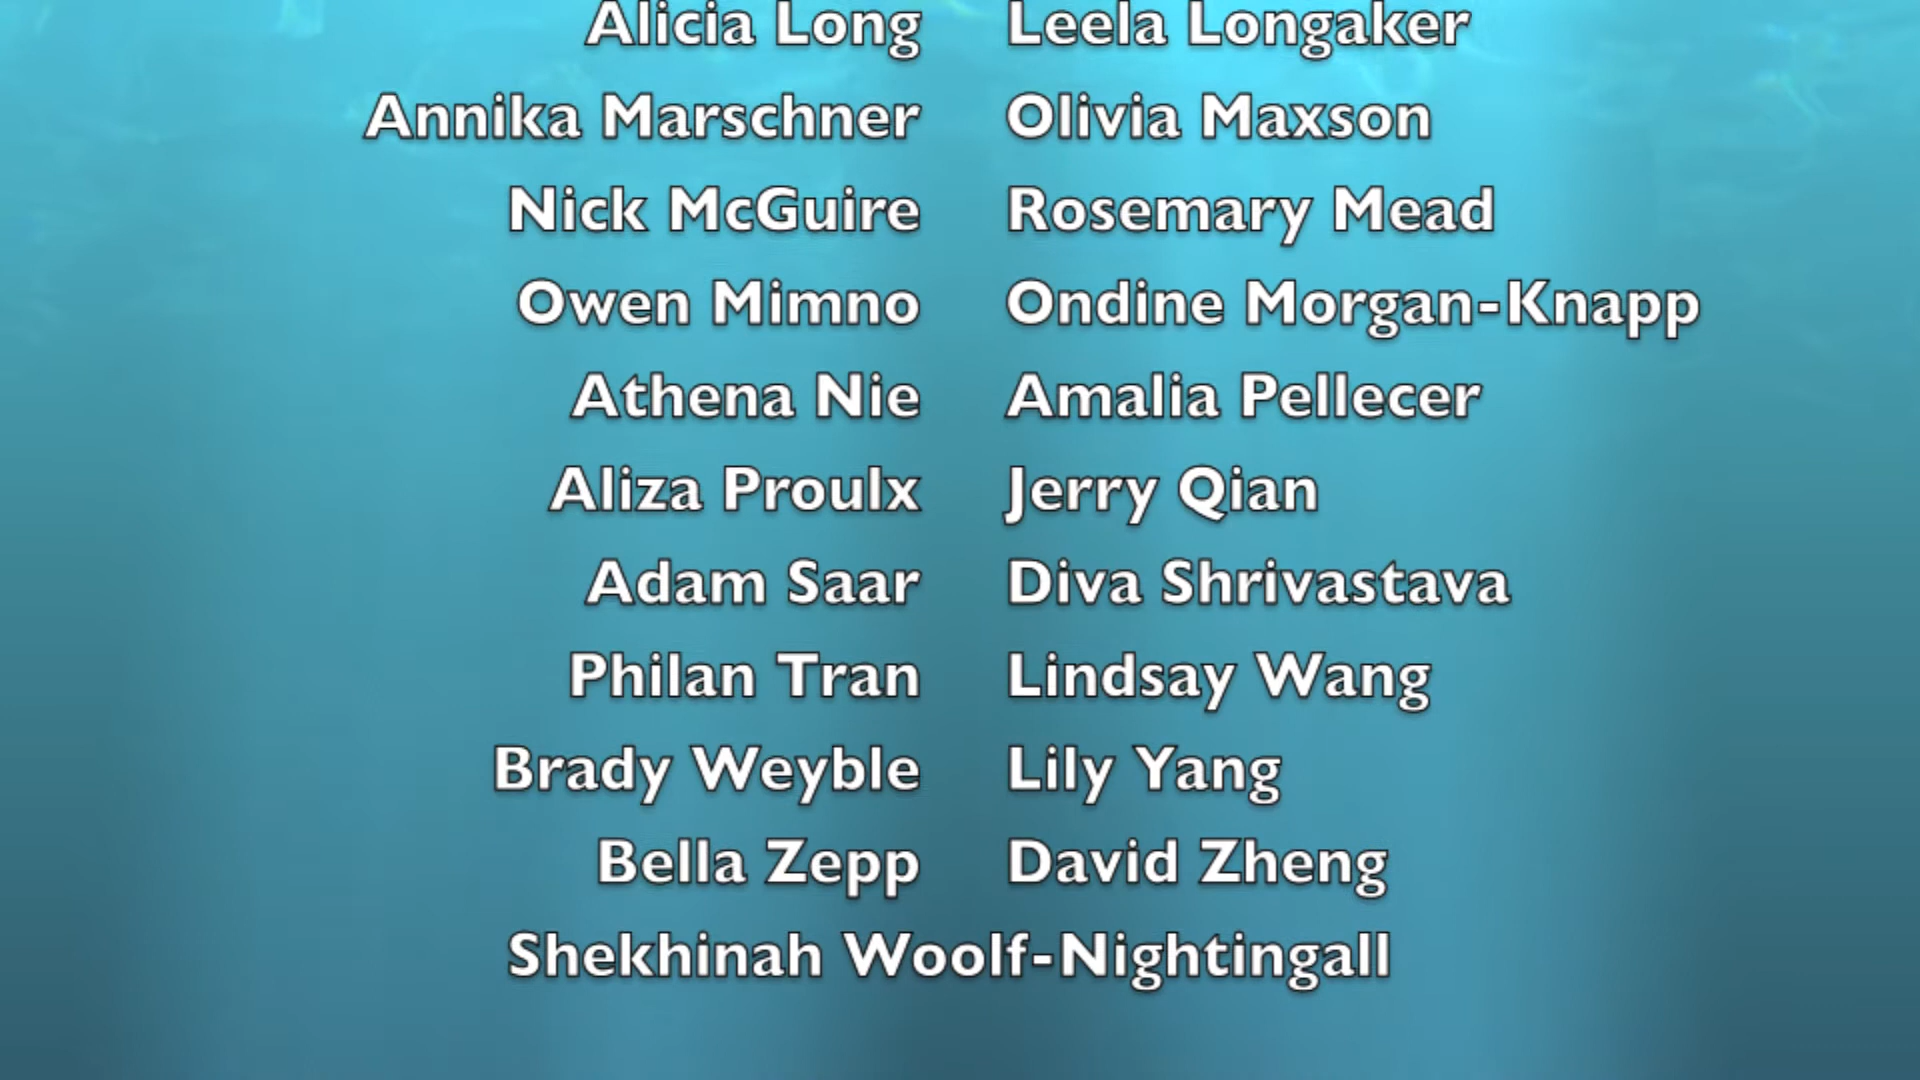 Alicia Long Leela Longaker
Annika Marschner Olivia Maxson
Nick McGuire Rosemary Mead
Owen Mimno Ondine Morgan-Knapp
Athena Nie Amalia Pellecer
Aliza Proulx Jerry Qian
Adam Saar Diva Shrivastava
Philan Tran Lindsay Wang
Brady Weyble Lily Yang
Bella Zepp David Zheng
Shekhinah Woolf-Nightingall